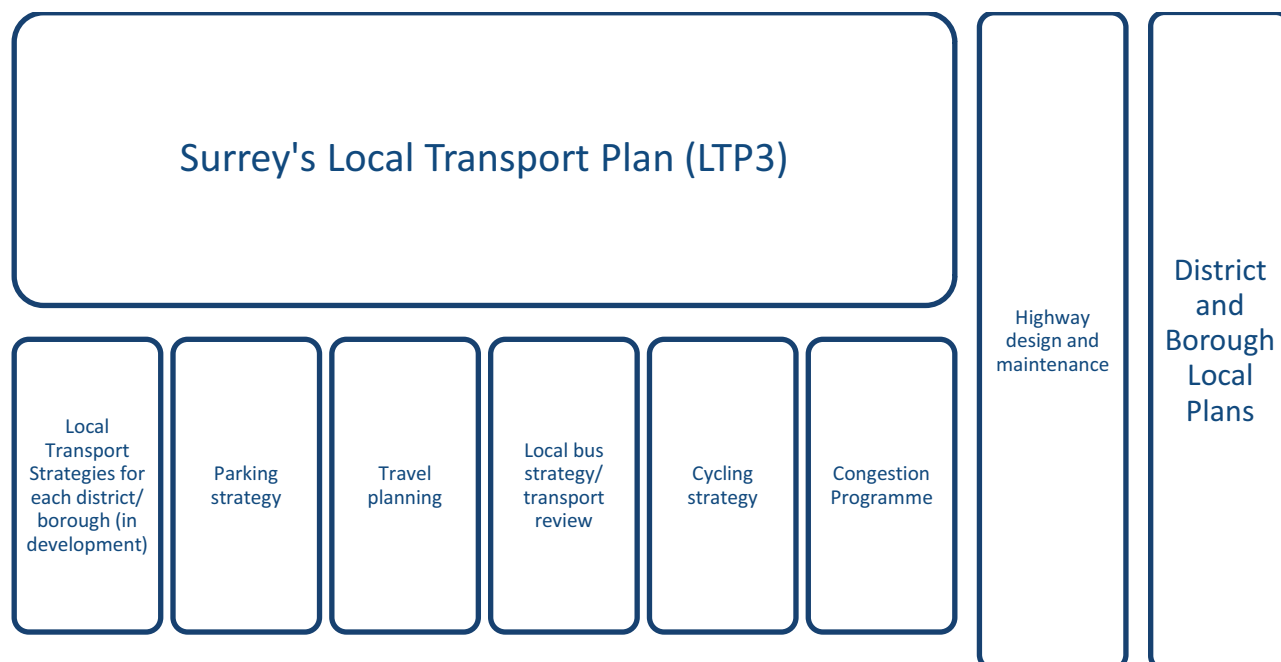 Surrey's Local Transport Plan (LTP3)
Local
Transport
Strategies for
each district/
borough (in
development)
Parking
strategy
Travel
planning
Local bus
strategy/
transport
review
Cycling
strategy
Congestion
Programme
Highway
design and
maintenance
District
and
Borough
Local
Plans